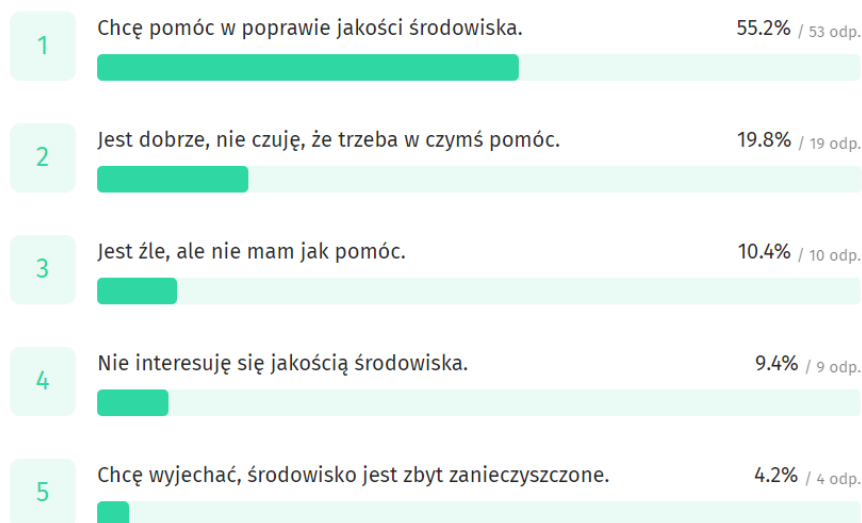 1
Chcę pomóc w poprawie jakości środowiska. 55.2% / 53 odp.
2
Jest dobrze, nie czuję, że trzeba w czymś pomóc. 19.8% / 19 odp.
3
Jest źle, ale nie mam jak pomóc. 10.4% / 10 odp.
4
Nie interesuję się jakością środowiska. 9.4% / 9 odp.
5
Chcę wyjechać, środowisko jest zbyt zanieczyszczone. 4.2% / 4 odp.